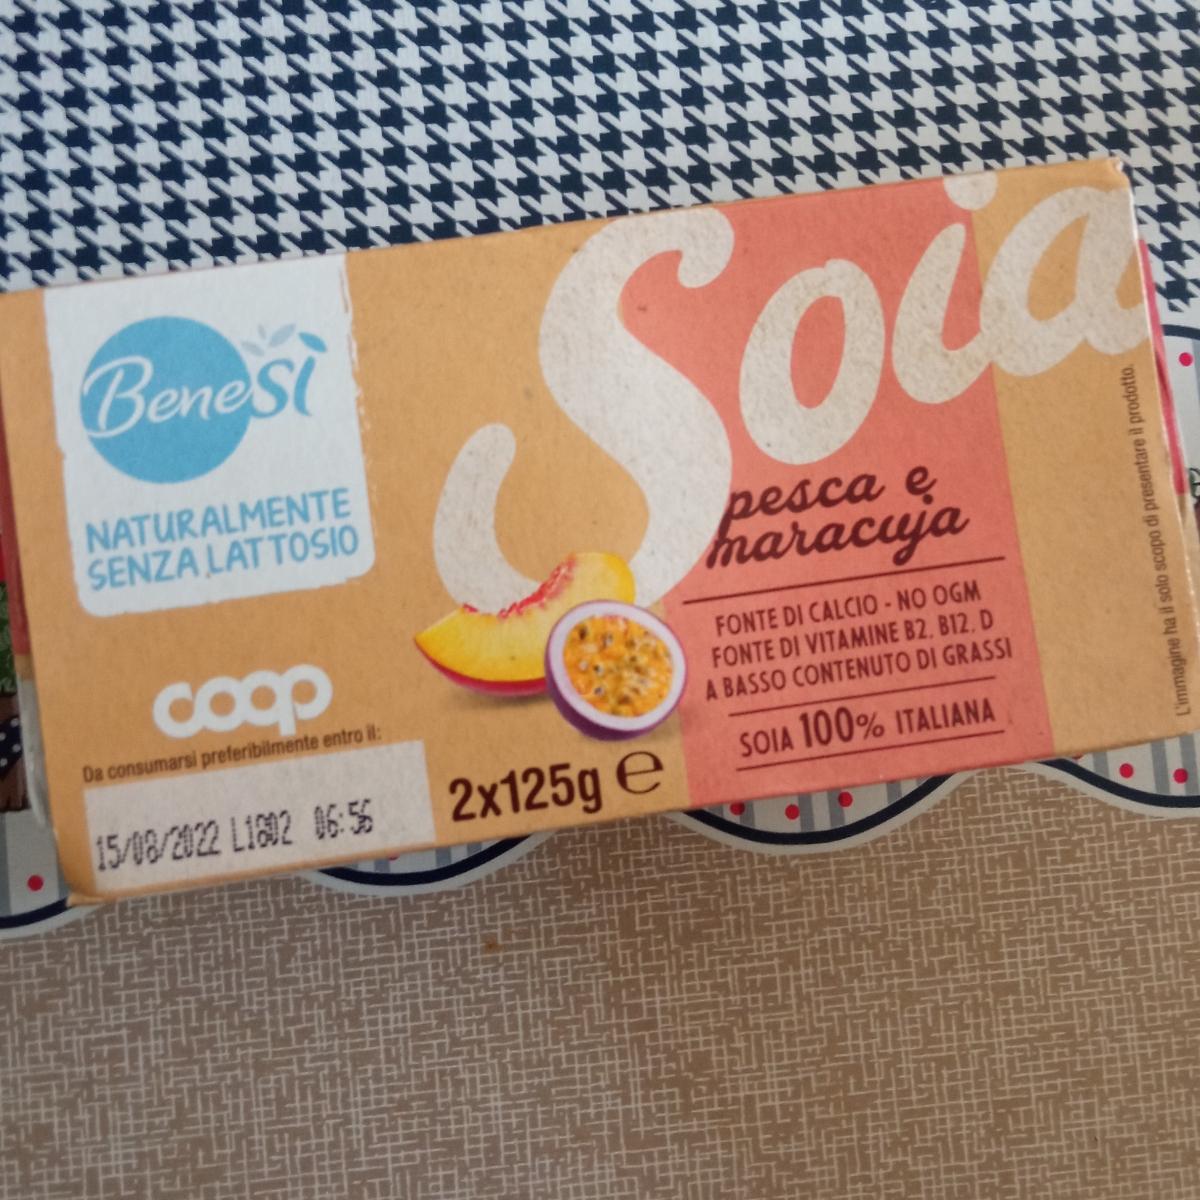 BeneSÌ
NATURALMENTE
SENZA LATTOSIO
coop
Da consumarsi preferibilmente entro il:
15/08/2022 L1802 06:56
Soia
pesca e
maracuja
FONTE DI CALCIO - NO OGM
FONTE DI VITAMINE B2, B12, D
A BASSO CONTENUTO DI GRASSI
SOIA 100% ITALIANA
2x125g ℮
L'immagine ha il solo scopo di presentare il prodotto.